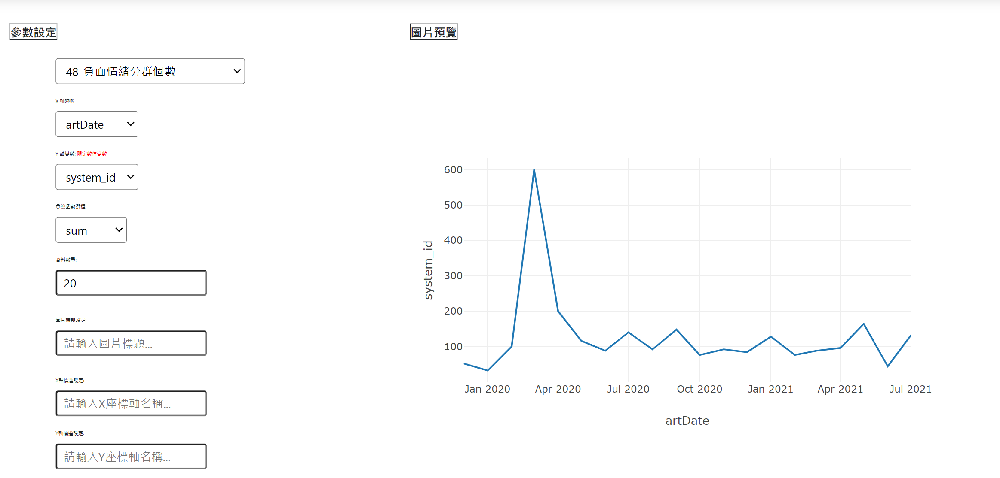 參數設定
48-負面情緒分群個數
X 軸變數
artDate
Y 軸變數: 限定數值變數
system_id
彙總函數選擇
sum
資料數量:
20
圖片標題設定:
請輸入圖片標題...
X軸標題設定:
請輸入X座標軸名稱...
Y軸標題設定:
請輸入Y座標軸名稱...
圖片預覽
600
500
400
300
200
100
system_id
Jan 2020 Apr 2020 Jul 2020 Oct 2020 Jan 2021 Apr 2021 Jul 2021
artDate